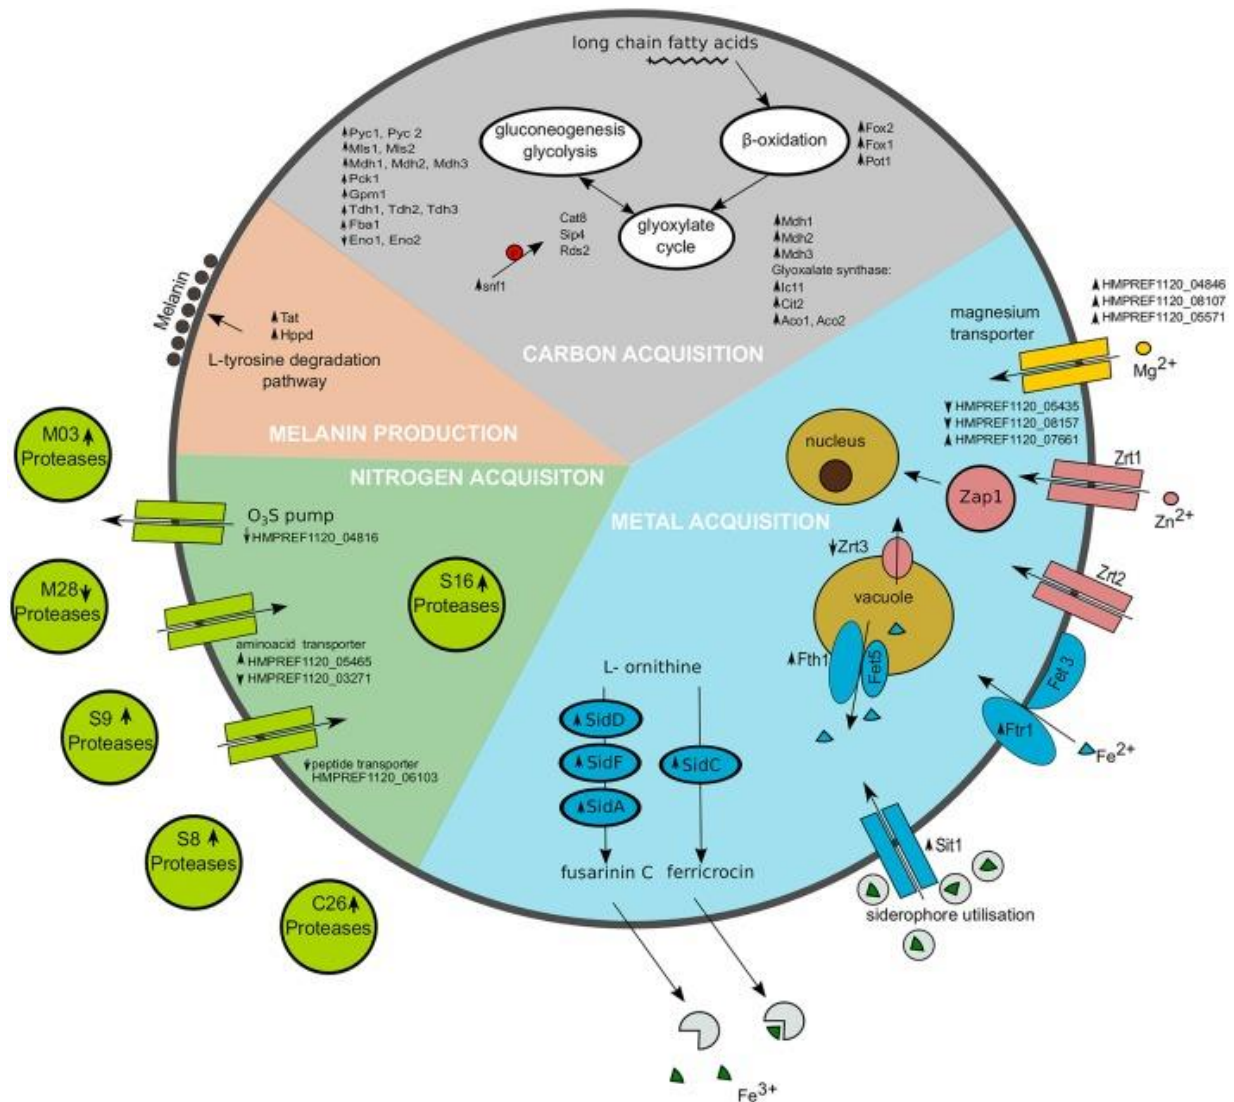 long chain fatty acids
Pyc1, Pyc 2
Mls1, Mls2
Mdh1, Mdh2, Mdh3
Pck1
Gpm1
Tdh1, Tdh2, Tdh3
Fba1
Eno1, Eno2
gluconeogenesis
glycolysis
β-oxidation
Fox2
Fox1
Pot1
Cat8
Sip4
Rds2
snf1
glyoxylate
cycle
Mdh1
Mdh2
Mdh3
Glyoxalate synthase:
Ic11
Cit2
Aco1, Aco2
CARBON ACQUISITION
Melanin
Tat
Hppd
L-tyrosine degradation
pathway
MELANIN PRODUCTION
magnesium
transporter
HMPREF1120_04846
HMPREF1120_08107
HMPREF1120_05571
Mg2+
HMPREF1120_05435
HMPREF1120_08157
HMPREF1120_07661
nucleus
Zap1
Zrt1
Zn2+
Zrt2
METAL ACQUISITION
Zrt3
vacuole
Fth1
Fet5
Fet 3
Ftr1
Fe2+
L- ornithine
SidD
SidF
SidA
SidC
fusarinin C
ferricrocin
Sit1
siderophore utilisation
Fe3+
NITROGEN ACQUISITON
M03
Proteases
O3S pump
HMPREF1120_04816
M28
Proteases
S16
Proteases
aminoacid transporter
HMPREF1120_05465
HMPREF1120_03271
S9
Proteases
peptide transporter
HMPREF1120_06103
S8
Proteases
C26
Proteases